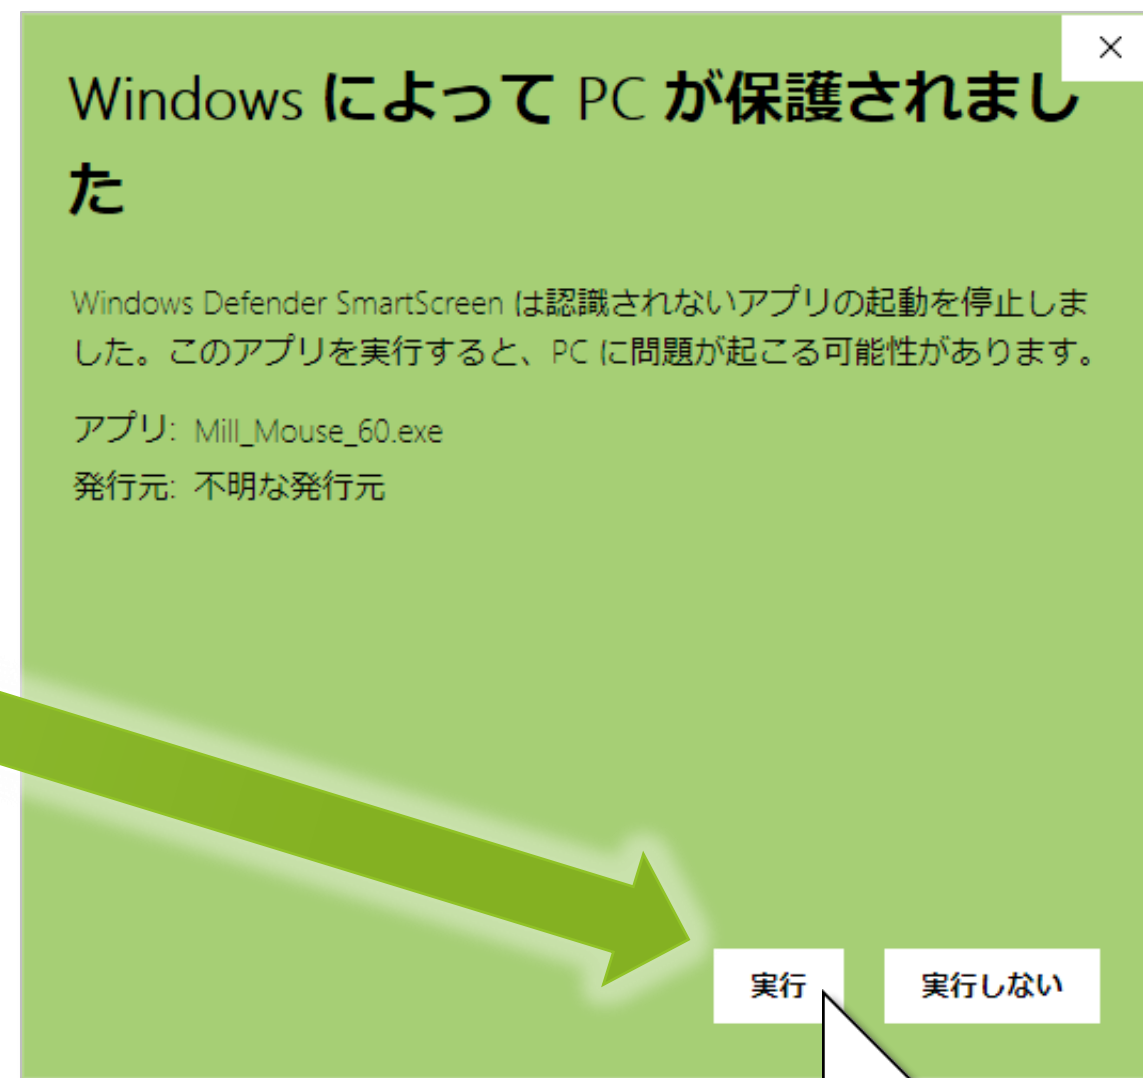 Windows によって PC が保護されまし
た
Windows Defender SmartScreen は認識されないアプリの起動を停止しま
した。このアプリを実行すると、PC に問題が起こる可能性があります。
アプリ: Mill_Mouse_60.exe
発行元: 不明な発行元
実行 実行しない